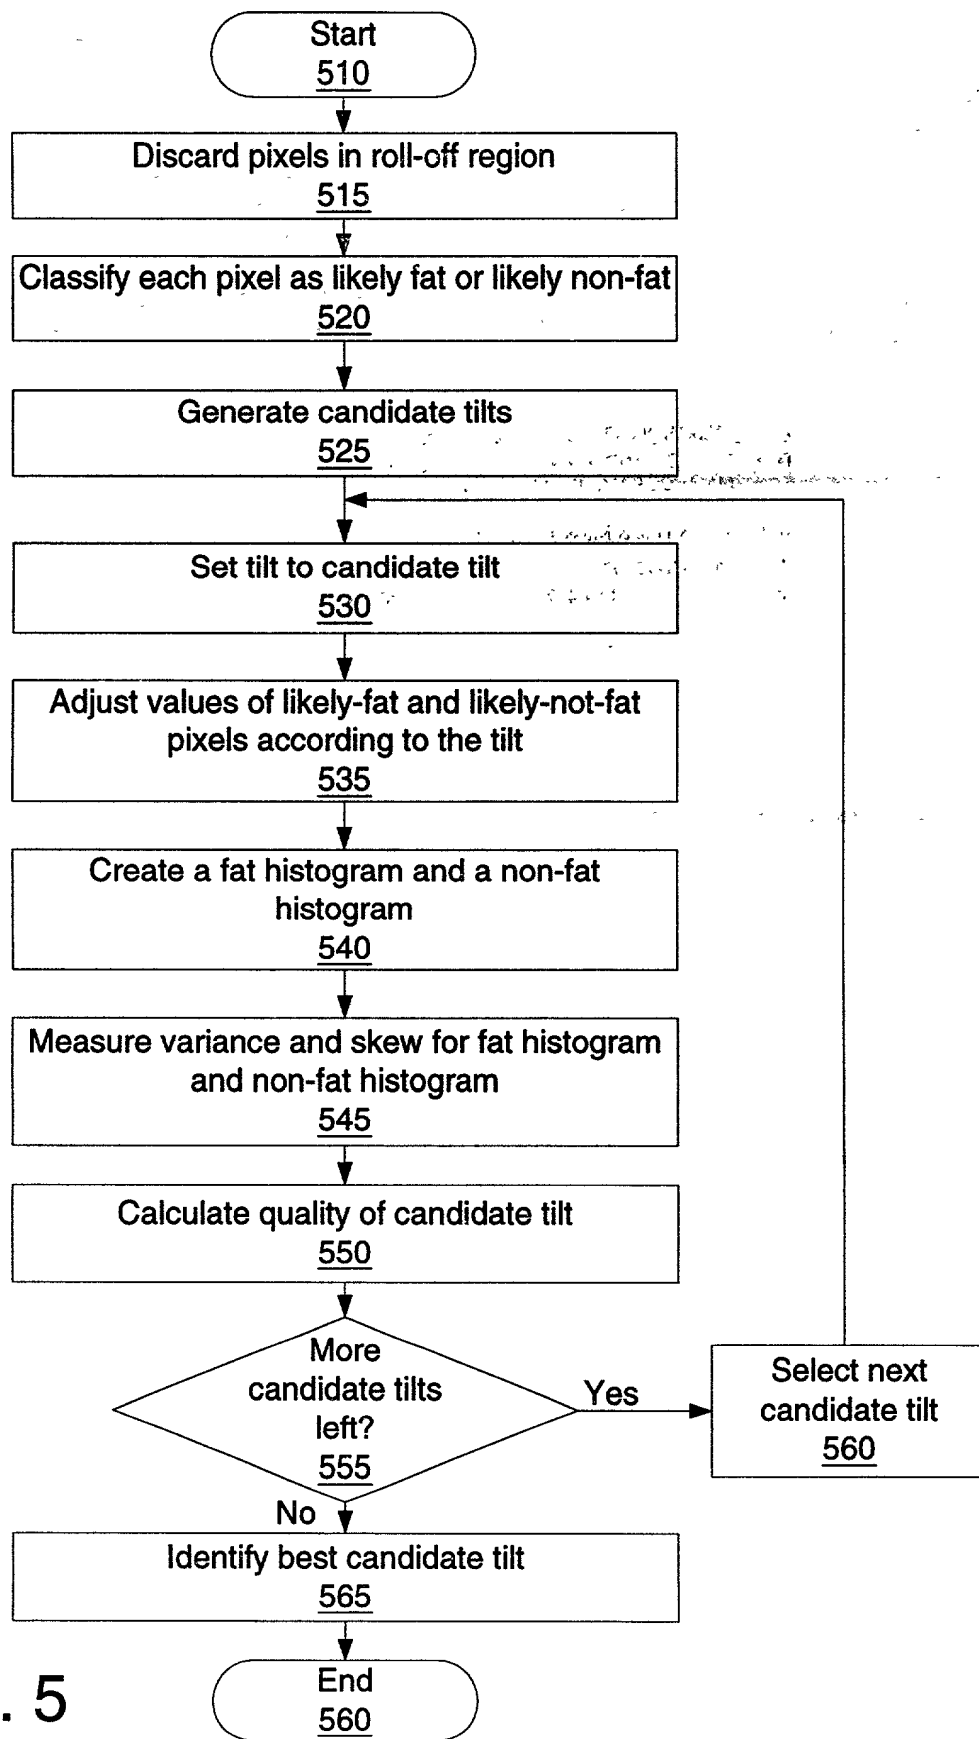 Start
510
Discard pixels in roll-off region
515
Classify each pixel as likely fat or likely non-fat
520
Generate candidate tilts
525
Set tilt to candidate tilt
530
Adjust values of likely-fat and likely-not-fat
pixels according to the tilt
535
Create a fat histogram and a non-fat
histogram
540
Measure variance and skew for fat histogram
and non-fat histogram
545
Calculate quality of candidate tilt
550
More
candidate tilts
left?
555
Yes
Select next
candidate tilt
560
No
Identify best candidate tilt
565
End
560
. 5